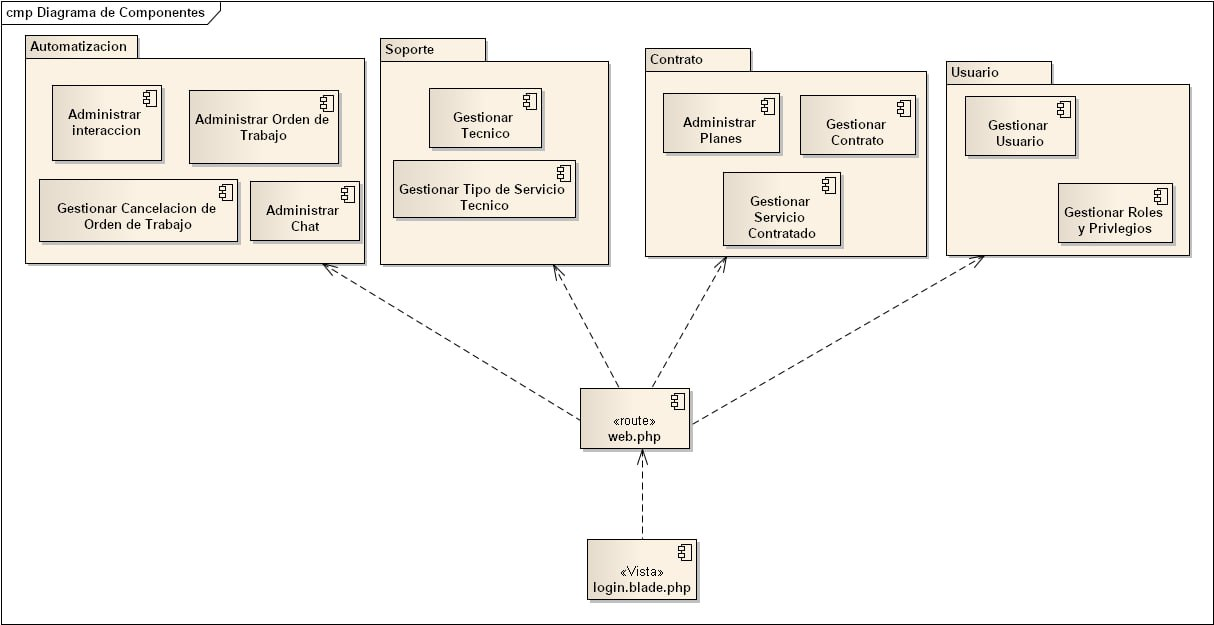 cmp Diagrama de Componentes
Automatizacion
Administrar
interaccion
Administrar Orden de
Trabajo
Gestionar Cancelacion de
Orden de Trabajo
Administrar
Chat
Soporte
Gestionar
Tecnico
Gestionar Tipo de Servicio
Tecnico
Contrato
Administrar
Planes
Gestionar
Contrato
Gestionar
Servicio
Contratado
Usuario
Gestionar
Usuario
Gestionar Roles
y Privlegios
«route»
web.php
«Vista»
login.blade.php